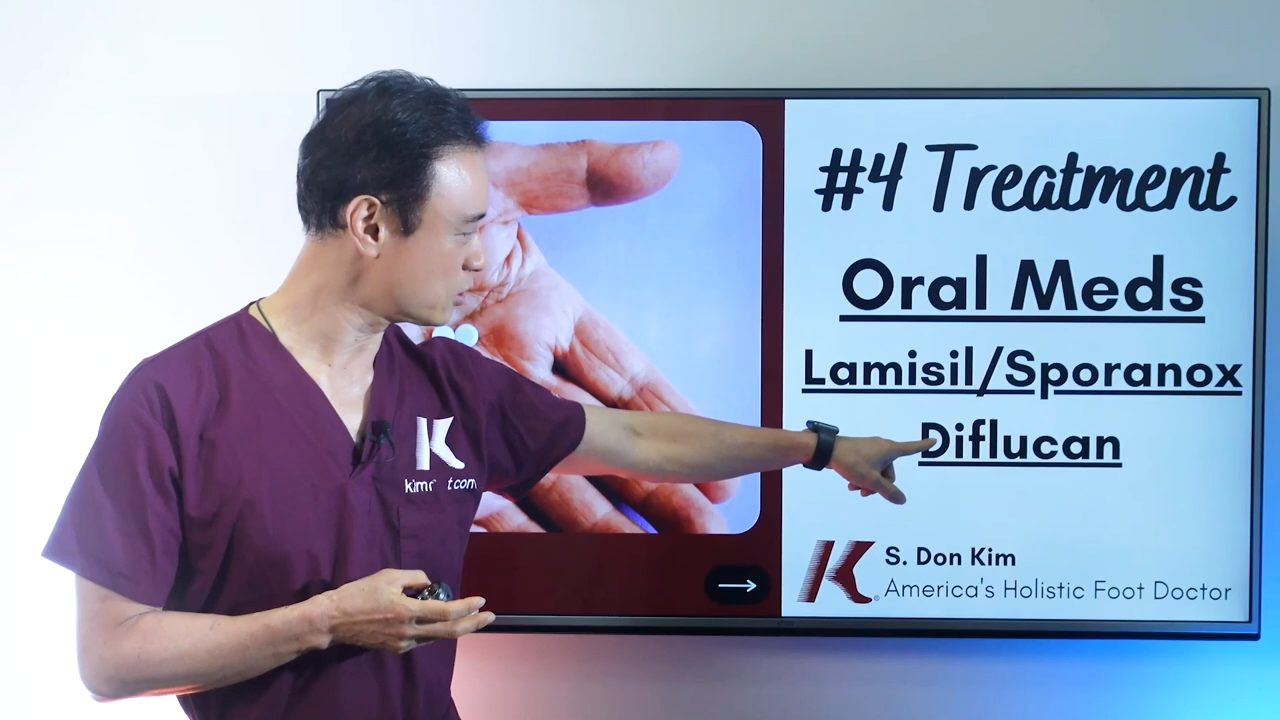 #4 Treatment
Oral Meds
Lamisil/Sporanox
Diflucan
K S. Don Kim
America's Holistic Foot Doctor
K